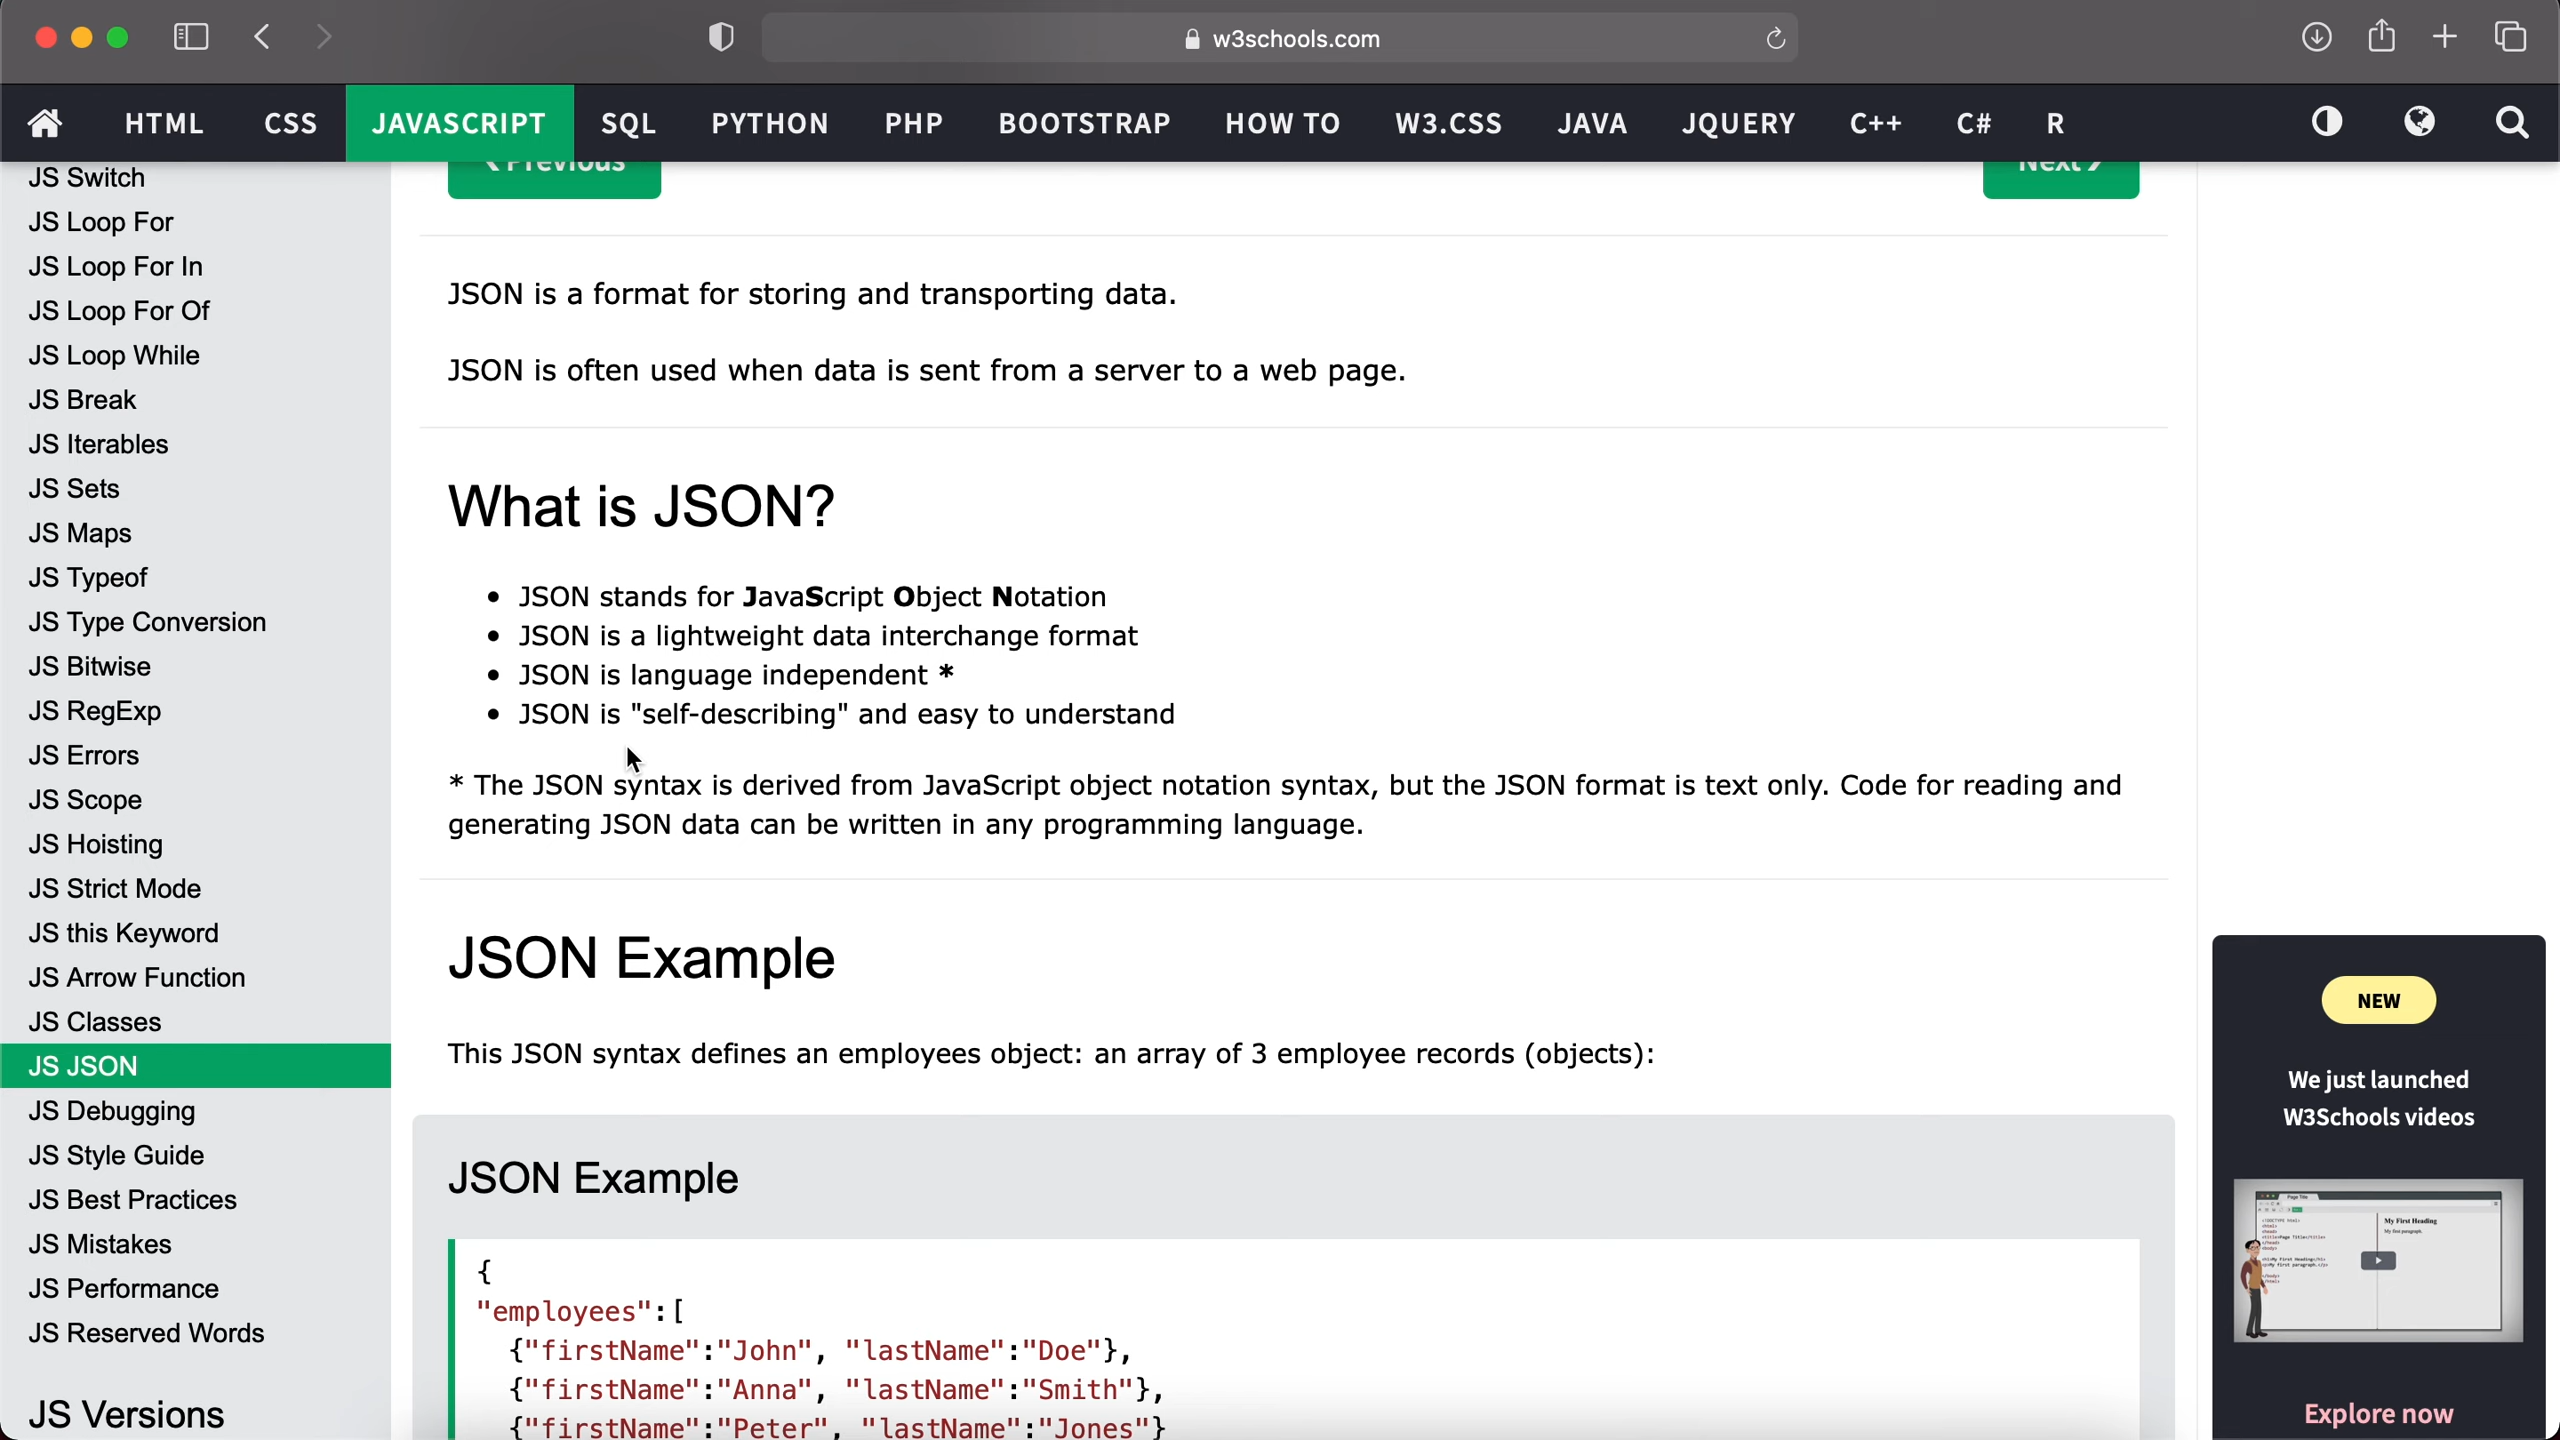 w3schools.com
HTML CSS JAVASCRIPT SQL PYTHON PHP BOOTSTRAP HOW TO W3.CSS JAVA JQUERY C++ C# R
JS Switch
JS Loop For
JS Loop For In
JS Loop For Of
JS Loop While
JS Break
JS Iterables
JS Sets
JS Maps
JS Typeof
JS Type Conversion
JS Bitwise
JS RegExp
JS Errors
JS Scope
JS Hoisting
JS Strict Mode
JS this Keyword
JS Arrow Function
JS Classes
JS JSON
JS Debugging
JS Style Guide
JS Best Practices
JS Mistakes
JS Performance
JS Reserved Words
JS Versions
❮ Previous
Next ❯
JSON is a format for storing and transporting data.
JSON is often used when data is sent from a server to a web page.
What is JSON?
• JSON stands for JavaScript Object Notation
• JSON is a lightweight data interchange format
• JSON is language independent *
• JSON is "self-describing" and easy to understand
* The JSON syntax is derived from JavaScript object notation syntax, but the JSON format is text only. Code for reading and
generating JSON data can be written in any programming language.
JSON Example
This JSON syntax defines an employees object: an array of 3 employee records (objects):
JSON Example
{
"employees":[
{"firstName":"John", "lastName":"Doe"},
{"firstName":"Anna", "lastName":"Smith"},
{"firstName":"Peter", "lastName":"Jones"}
NEW
We just launched
W3Schools videos
My First Heading
My first paragraph.
Explore now